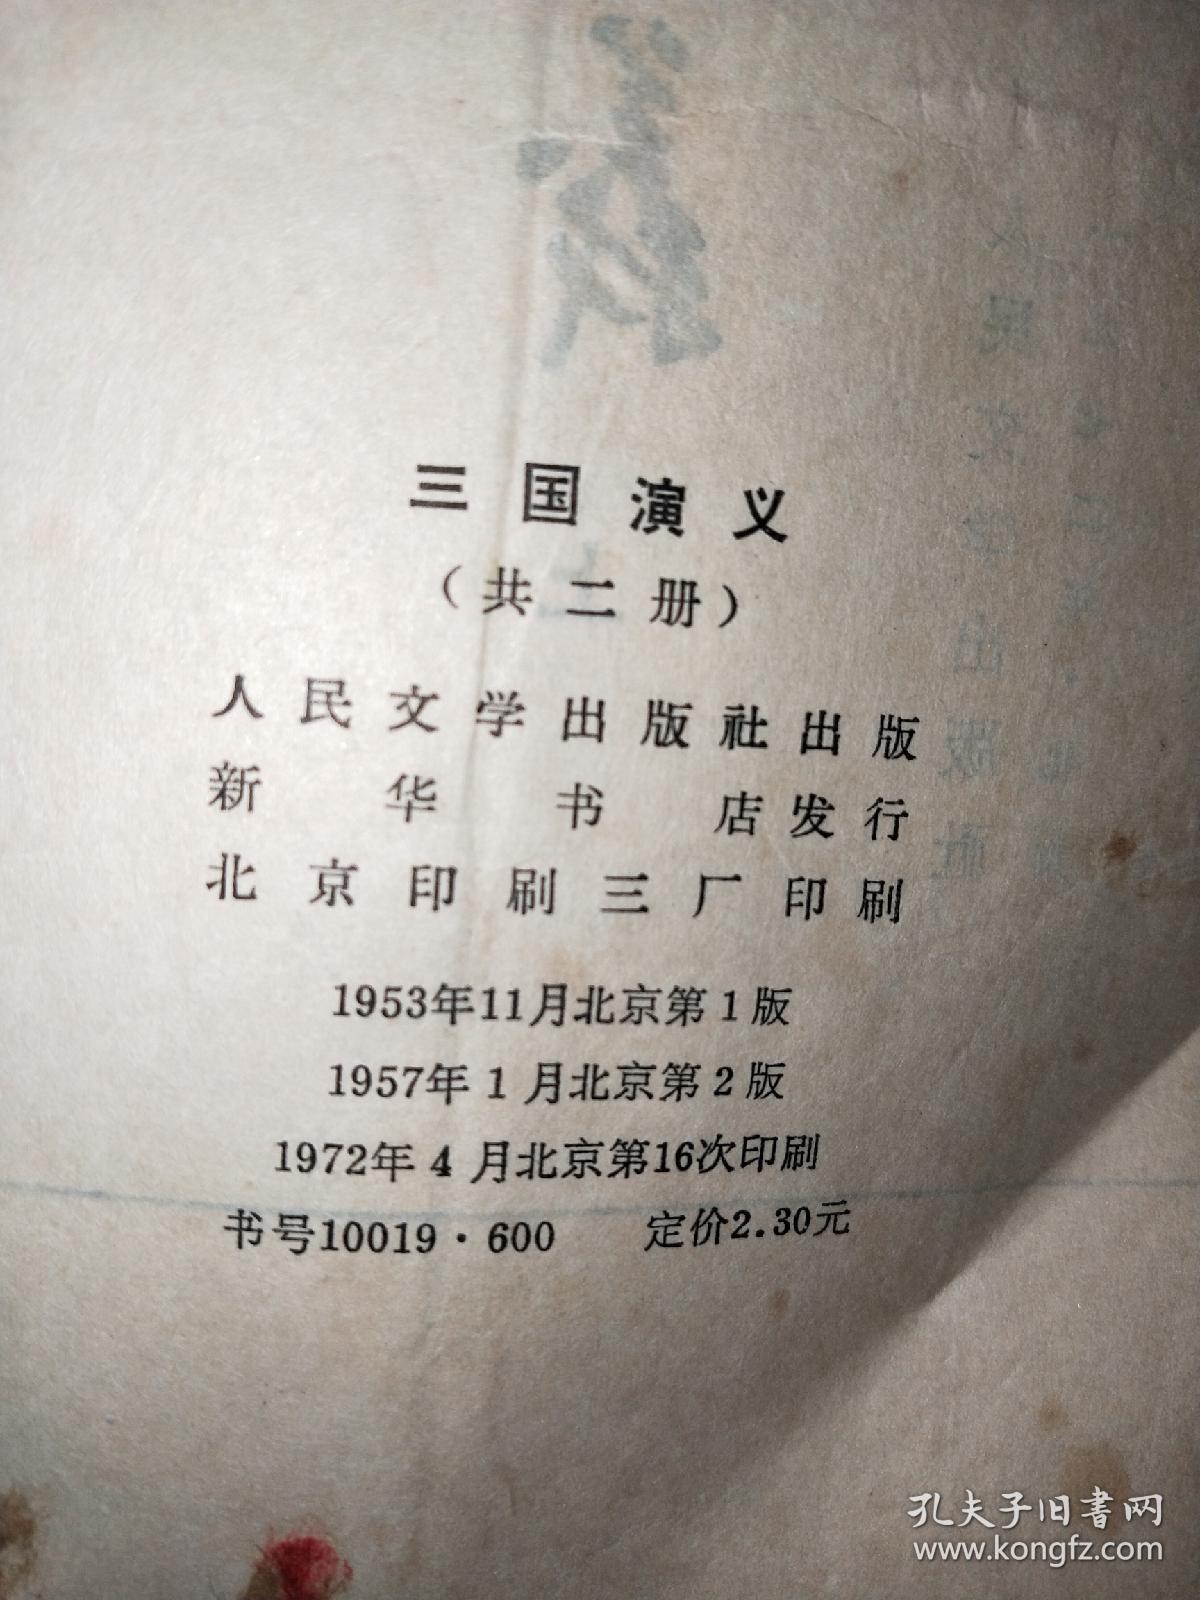 三国演义
（共二册）
人民文学出版社出版
新华书店发行
北京印刷三厂印刷
1953年11月北京第1版
1957年1月北京第2版
1972年4月北京第16次印刷
书号10019·600 定价2.30元
孔夫子旧书网
www.kongfz.com